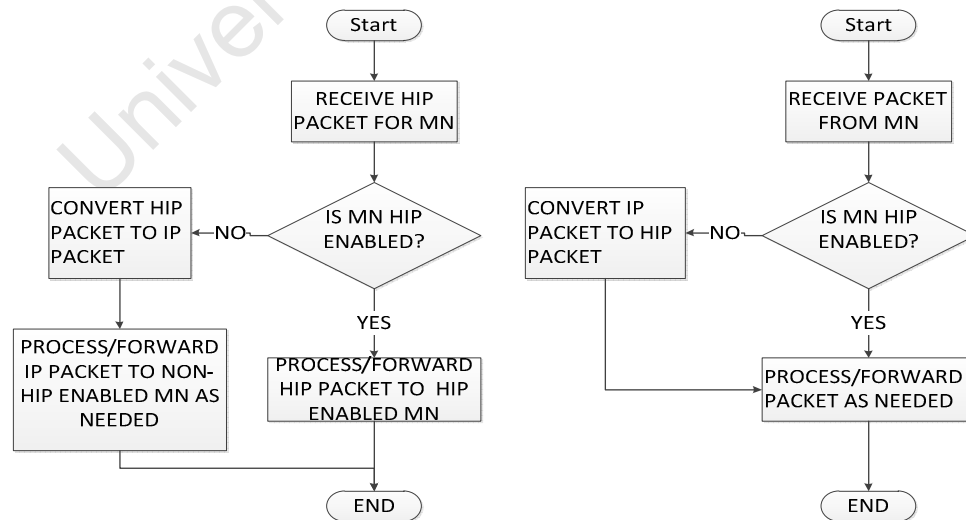 Univer
Start
RECEIVE HIP
PACKET FOR MN
IS MN HIP
ENABLED?
NO
CONVERT HIP
PACKET TO IP
PACKET
YES
PROCESS/FORWARD
IP PACKET TO NON-
HIP ENABLED MN AS
NEEDED
PROCESS/FORWARD
HIP PACKET TO HIP
ENABLED MN
END
Start
RECEIVE PACKET
FROM MN
IS MN HIP
ENABLED?
NO
CONVERT IP
PACKET TO HIP
PACKET
YES
PROCESS/FORWARD
PACKET AS NEEDED
END